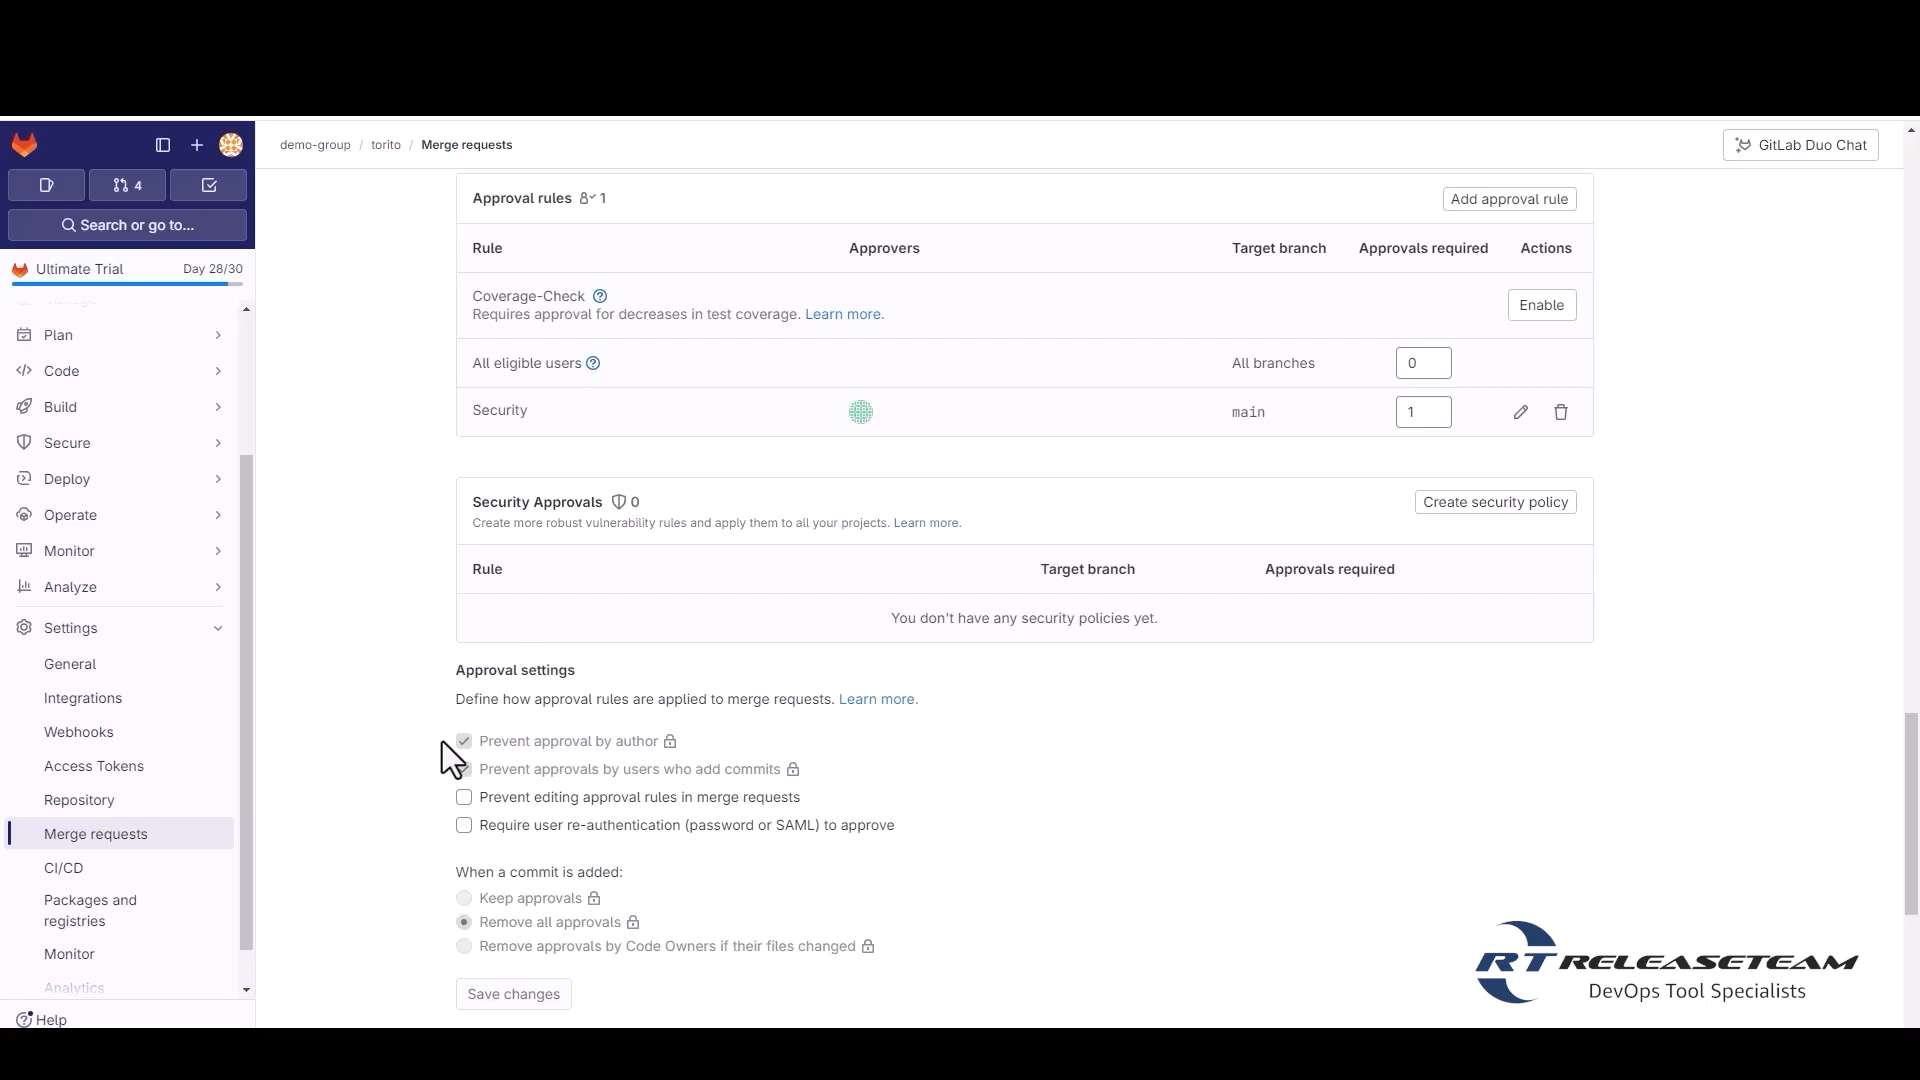 demo-group / torito / Merge requests
GitLab Duo Chat
4
Search or go to...
Ultimate Trial Day 28/30
Plan
Code
Build
Secure
Deploy
Operate
Monitor
Analyze
Settings
General
Integrations
Webhooks
Access Tokens
Repository
Merge requests
CI/CD
Packages and
registries
Monitor
Analytics
Help
Approval rules 1
Add approval rule
Rule Approvers Target branch Approvals required Actions
Coverage-Check
Requires approval for decreases in test coverage. Learn more.
Enable
All eligible users All branches 0
Security main 1
Security Approvals 0
Create more robust vulnerability rules and apply them to all your projects. Learn more.
Create security policy
Rule Target branch Approvals required
You don't have any security policies yet.
Approval settings
Define how approval rules are applied to merge requests. Learn more.
Prevent approval by author
Prevent approvals by users who add commits
Prevent editing approval rules in merge requests
Require user re-authentication (password or SAML) to approve
When a commit is added:
Keep approvals
Remove all approvals
Remove approvals by Code Owners if their files changed
Save changes
RT RELEASETEAM
DevOps Tool Specialists